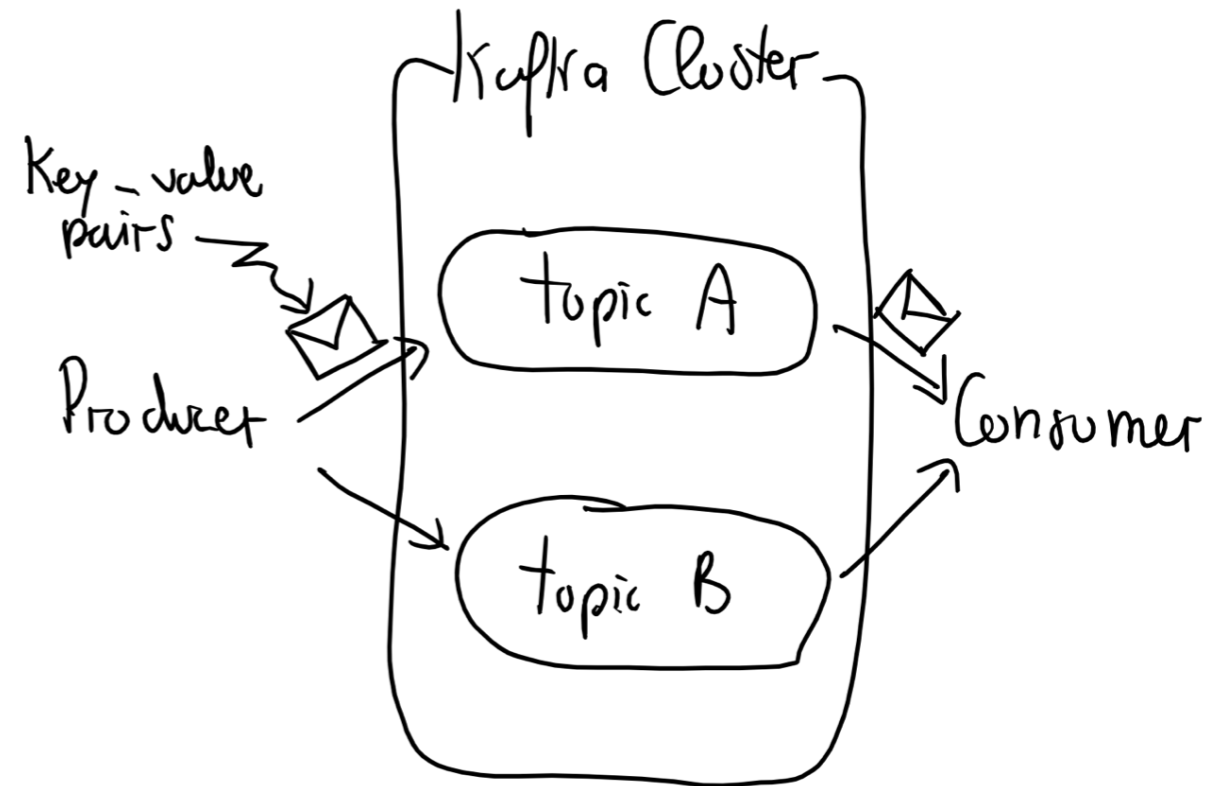 Kafka Cluster
Key-value
pairs
topic A
Producer
Consumer
topic B